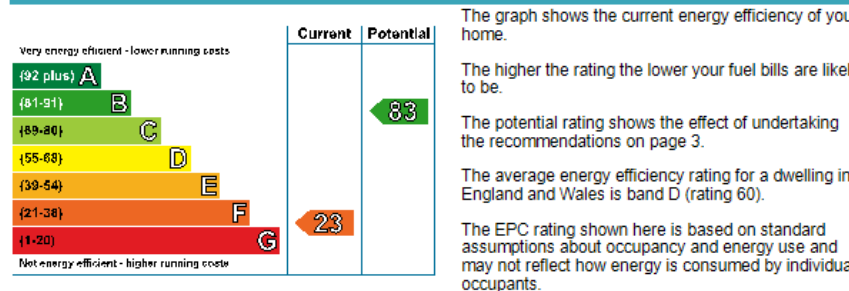 Current Potential
Very energy efficient - lower running costs
(92 plus) A
(81-91) B
83
(69-80) C
(55-68) D
(39-54) E
(21-38) F
23
(1-20) G
Not energy efficient - higher running costs
The graph shows the current energy efficiency of you
home.
The higher the rating the lower your fuel bills are likel
to be.
The potential rating shows the effect of undertaking
the recommendations on page 3.
The average energy efficiency rating for a dwelling in
England and Wales is band D (rating 60).
The EPC rating shown here is based on standard
assumptions about occupancy and energy use and
may not reflect how energy is consumed by individua
occupants.